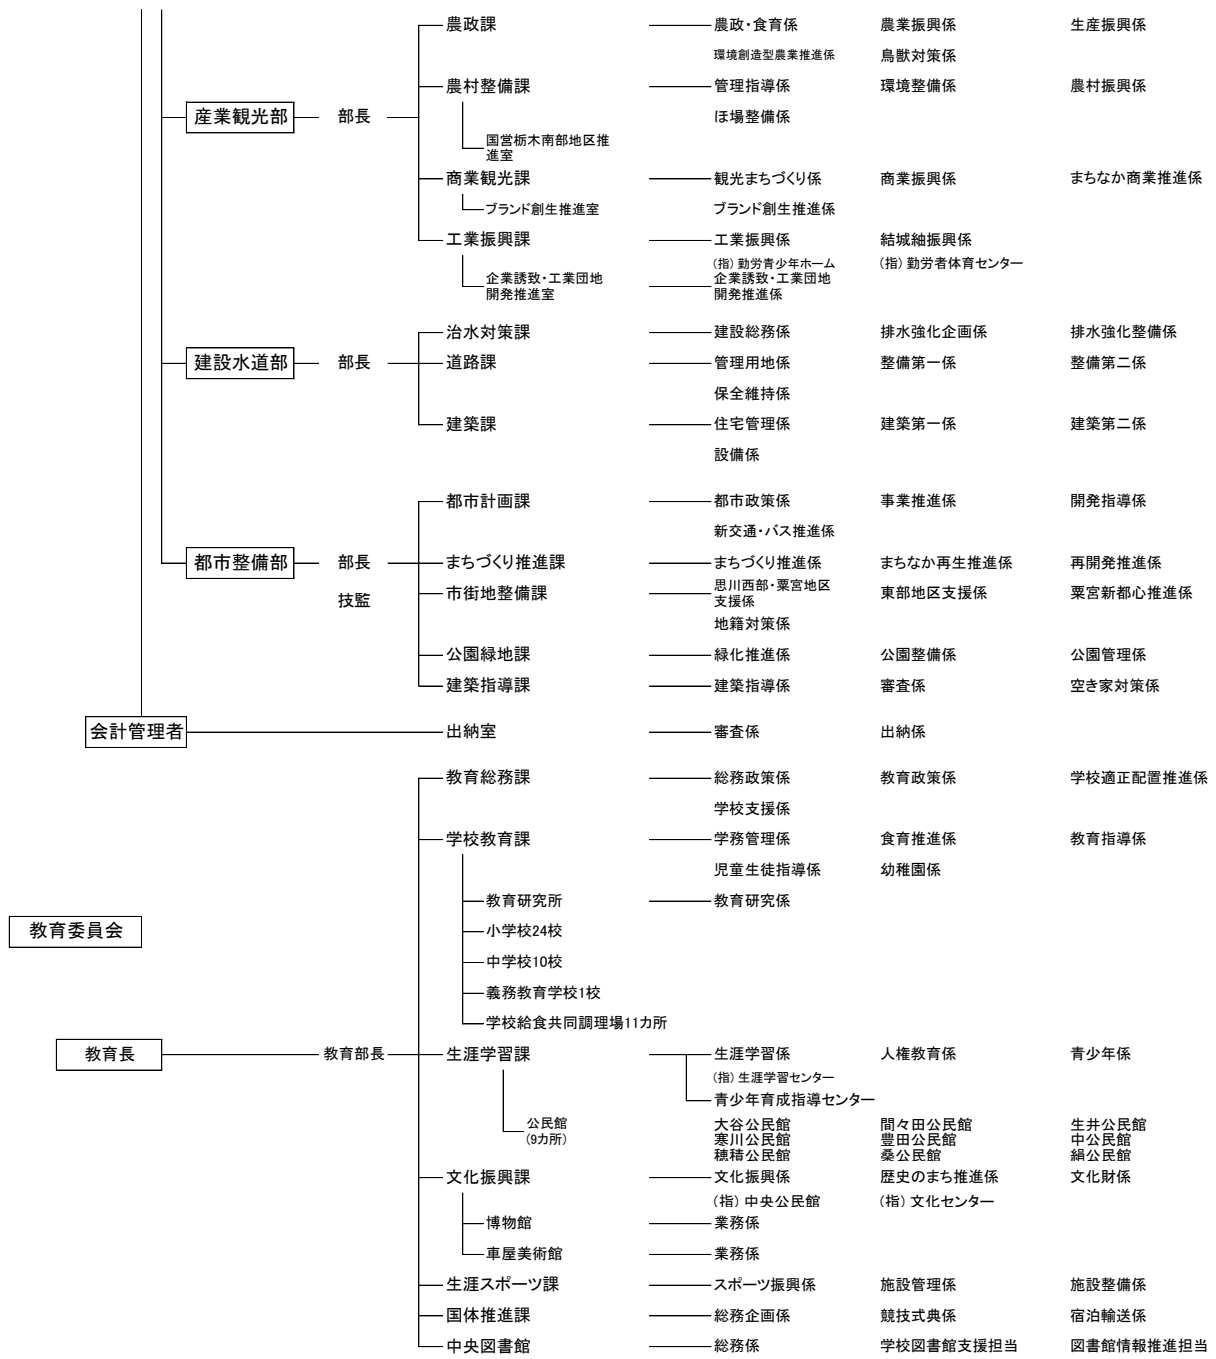 農政課 農政・食育係 農業振興係 生産振興係
環境創造型農業推進係 鳥獣対策係
農村整備課 管理指導係 環境整備係 農村振興係
産業観光部 部長 ほ場整備係
国営栃木南部地区推
進室
商業観光課 観光まちづくり係 商業振興係 まちなか商業推進係
ブランド創生推進室 ブランド創生推進係
工業振興課 工業振興係 結城紬振興係
(指)勤労青少年ホーム (指)勤労者体育センター
企業誘致・工業団地 企業誘致・工業団地
開発推進室 開発推進係
治水対策課 建設総務係 排水強化企画係 排水強化整備係
建設水道部 部長 道路課 管理用地係 整備第一係 整備第二係
保全維持係
建築課 住宅管理係 建築第一係 建築第二係
設備係
都市計画課 都市政策係 事業推進係 開発指導係
新交通・バス推進係
都市整備部 部長 まちづくり推進課 まちづくり推進係 まちなか再生推進係 再開発推進係
技監 市街地整備課 思川西部・粟宮地区
支援係 東部地区支援係 粟宮新都心推進係
地籍対策係
公園緑地課 緑化推進係 公園整備係 公園管理係
建築指導課 建築指導係 審査係 空き家対策係
会計管理者 出納室 審査係 出納係
教育総務課 総務政策係 教育政策係 学校適正配置推進係
学校支援係
学校教育課 学務管理係 食育推進係 教育指導係
児童生徒指導係 幼稚園係
教育研究所 教育研究係
教育委員会 小学校24校
中学校10校
義務教育学校1校
学校給食共同調理場11カ所
教育長 教育部長 生涯学習課 生涯学習係 人権教育係 青少年係
(指)生涯学習センター
青少年育成指導センター
公民館 大谷公民館 間々田公民館 生井公民館
(9カ所) 寒川公民館 豊田公民館 中公民館
穂積公民館 桑公民館 絹公民館
文化振興課 文化振興係 歴史のまち推進係 文化財係
(指)中央公民館 (指)文化センター
博物館 業務係
車屋美術館 業務係
生涯スポーツ課 スポーツ振興係 施設管理係 施設整備係
国体推進課 総務企画係 競技式典係 宿泊輸送係
中央図書館 総務係 学校図書館支援担当 図書館情報推進担当